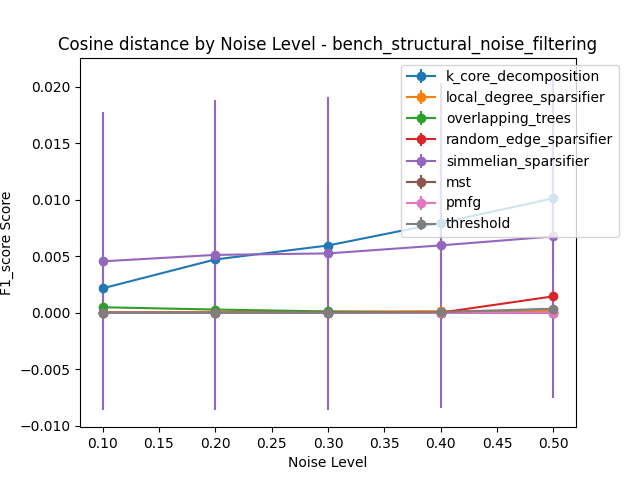 Cosine distance by Noise Level - bench_structural_noise_filtering
k_core_decomposition
local_degree_sparsifier
overlapping_trees
random_edge_sparsifier
simmelian_sparsifier
mst
pmfg
threshold
0.020
0.015
0.010
0.005
0.000
−0.005
−0.010
F1_score Score
0.10 0.15 0.20 0.25 0.30 0.35 0.40 0.45 0.50
Noise Level